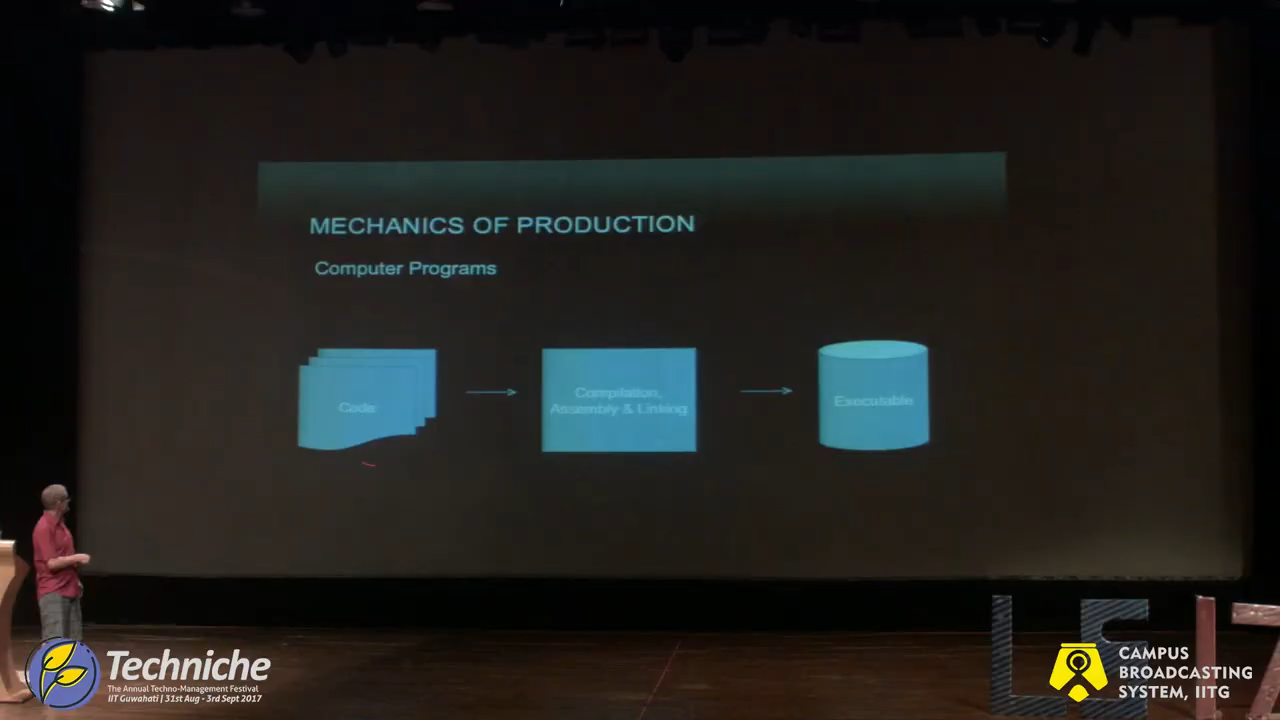 MECHANICS OF PRODUCTION
Computer Programs
Code
Compilation,
Assembly & Linking
Executable
Techniche
The Annual Techno-Management Festival
IIT Guwahati | 31st Aug - 3rd Sept 2017
CAMPUS
BROADCASTING
SYSTEM, IITG